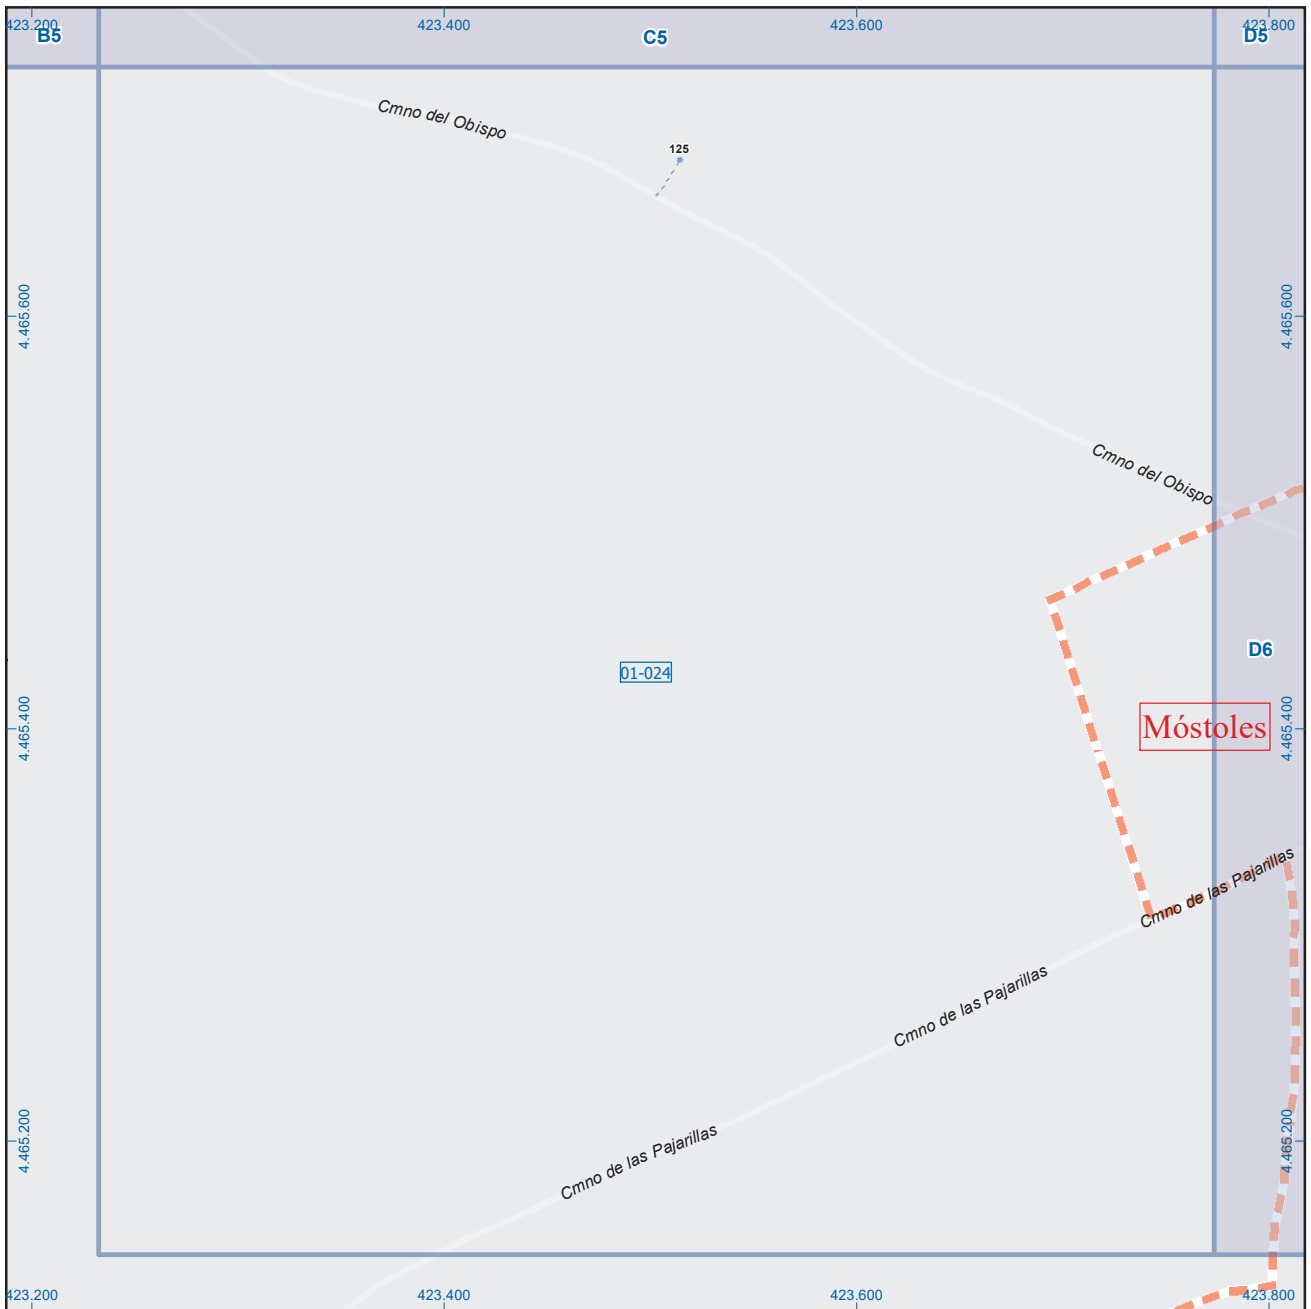 423.200
423.400
423.600
423.800
B5
C5
D5
Cmno del Obispo
125
4.465.600
4.465.600
Cmno del Obispo
D6
01-024
Móstoles
4.465.400
4.465.400
Cmno de las Pajarillas
Cmno de las Pajarillas
Cmno de las Pajarillas
4.465.200
4.465.200
423.200
423.400
423.600
423.800